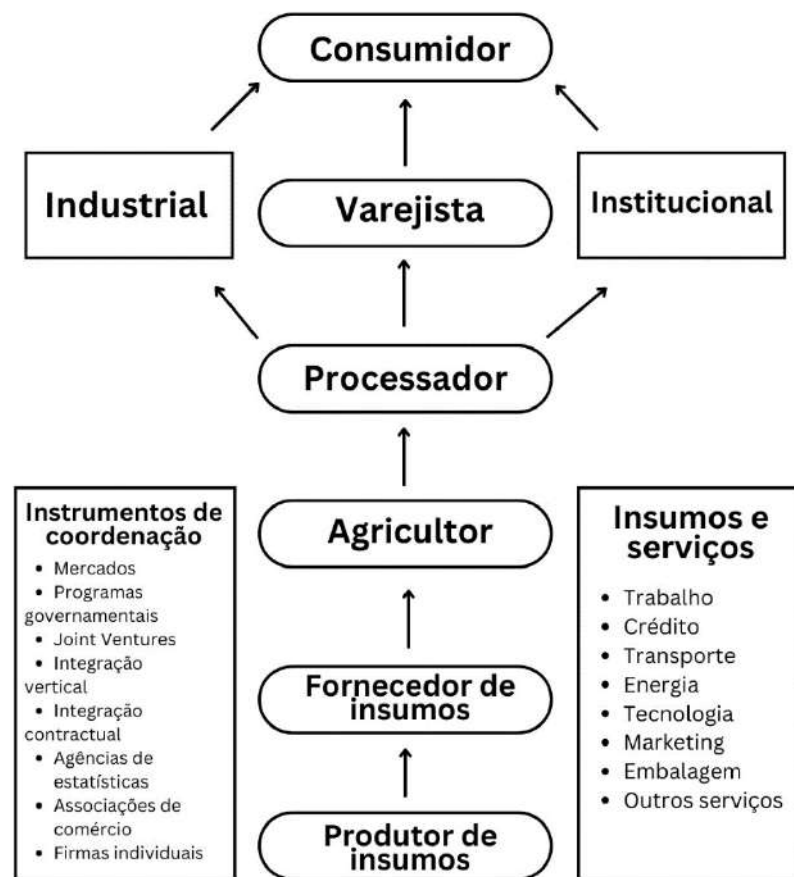 Consumidor
Industrial
Varejista
Institucional
Processador
Instrumentos de
coordenação
• Mercados
• Programas
governamentais
• Joint Ventures
• Integração
vertical
• Integração
contractual
• Agências de
estatísticas
• Associações de
comércio
• Firmas individuais
Agricultor
Fornecedor de
insumos
Produtor de
insumos
Insumos e
serviços
• Trabalho
• Crédito
• Transporte
• Energia
• Tecnologia
• Marketing
• Embalagem
• Outros serviços